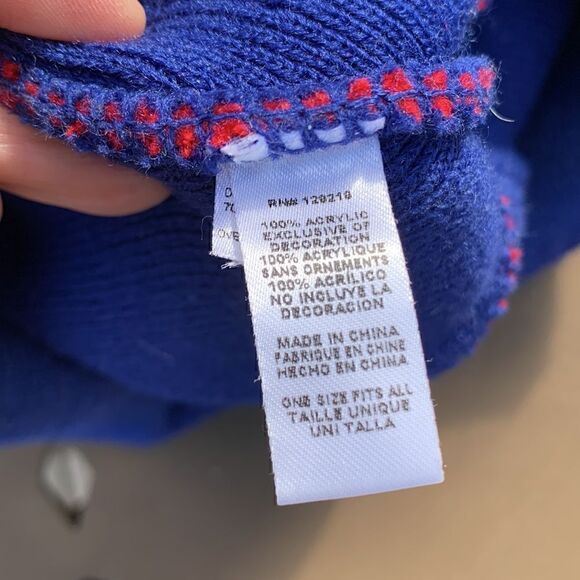 RN# 129218
100% ACRYLIC
EXCLUSIVE OF
DECORATION
100% ACRYLIQUE
SANS ORNEMENTS
100% ACRÍLICO
NO INCLUYE LA
DECORACION
MADE IN CHINA
FABRIQUE EN CHINE
HECHO EN CHINA
ONE SIZE FITS ALL
TAILLE UNIQUE
UNI TALLA